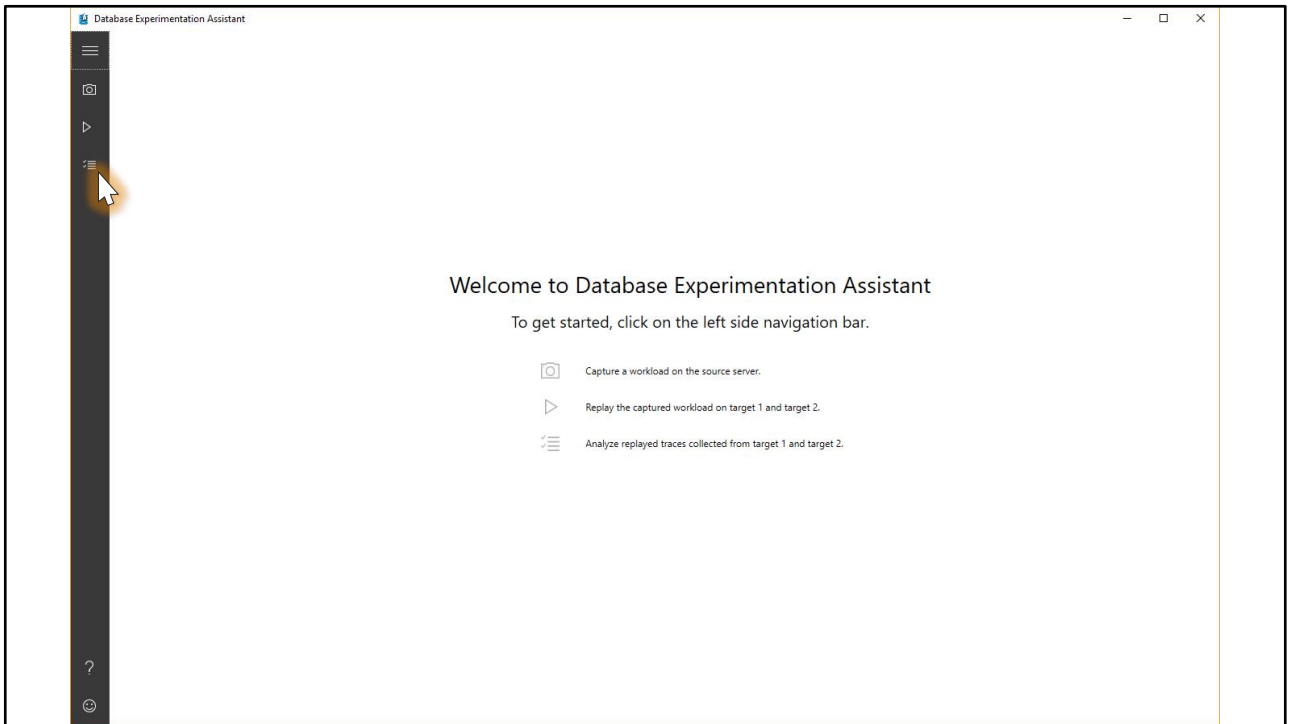 Database Experimentation Assistant
Welcome to Database Experimentation Assistant
To get started, click on the left side navigation bar.
Capture a workload on the source server.
Replay the captured workload on target 1 and target 2.
Analyze replayed traces collected from target 1 and target 2.
?